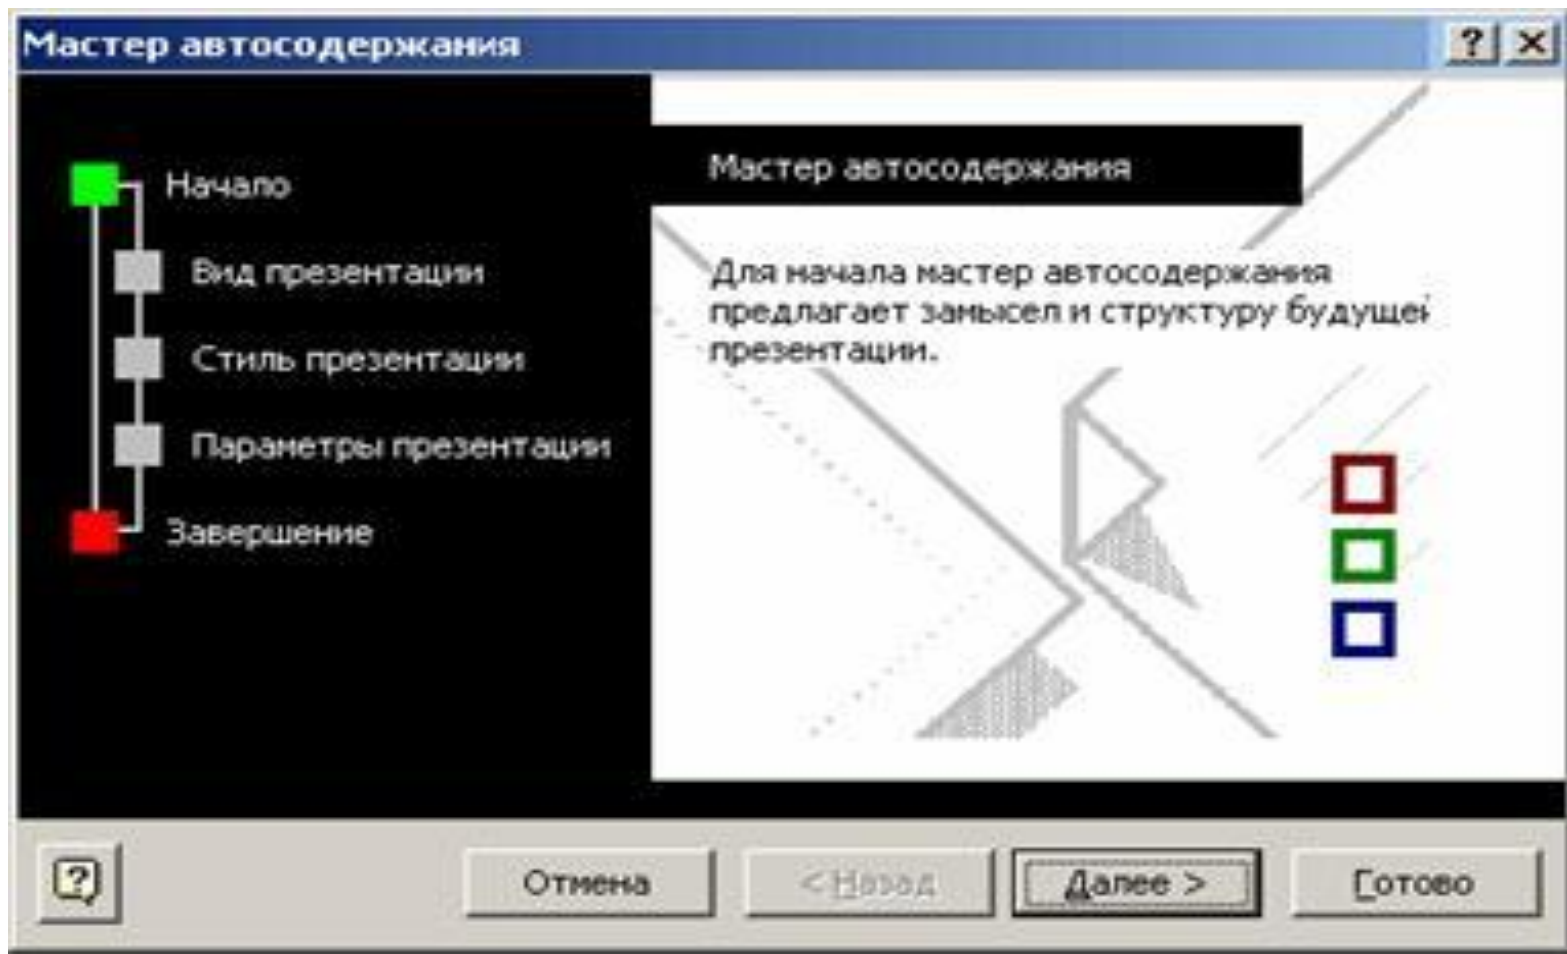 Мастер автосодержания
Начало
Вид презентации
Стиль презентации
Параметры презентации
Завершение
Мастер автосодержания
Для начала мастер автосодержания
предлагает замысел и структуру будущей
презентации.
Отмена
< Назад
Далее >
Готово